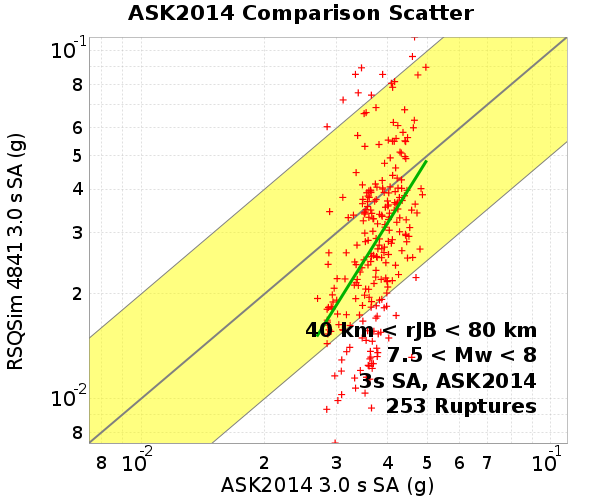 ASK2014 Comparison Scatter
RSQSim 4841 3.0 s SA (g)
10-1
8
6
5
4
3
2
10-2
8
40 km < rJB < 80 km
7.5 < Mw < 8
3s SA, ASK2014
253 Ruptures
8 10-2 2 3 4 5 6 8 10-1
ASK2014 3.0 s SA (g)